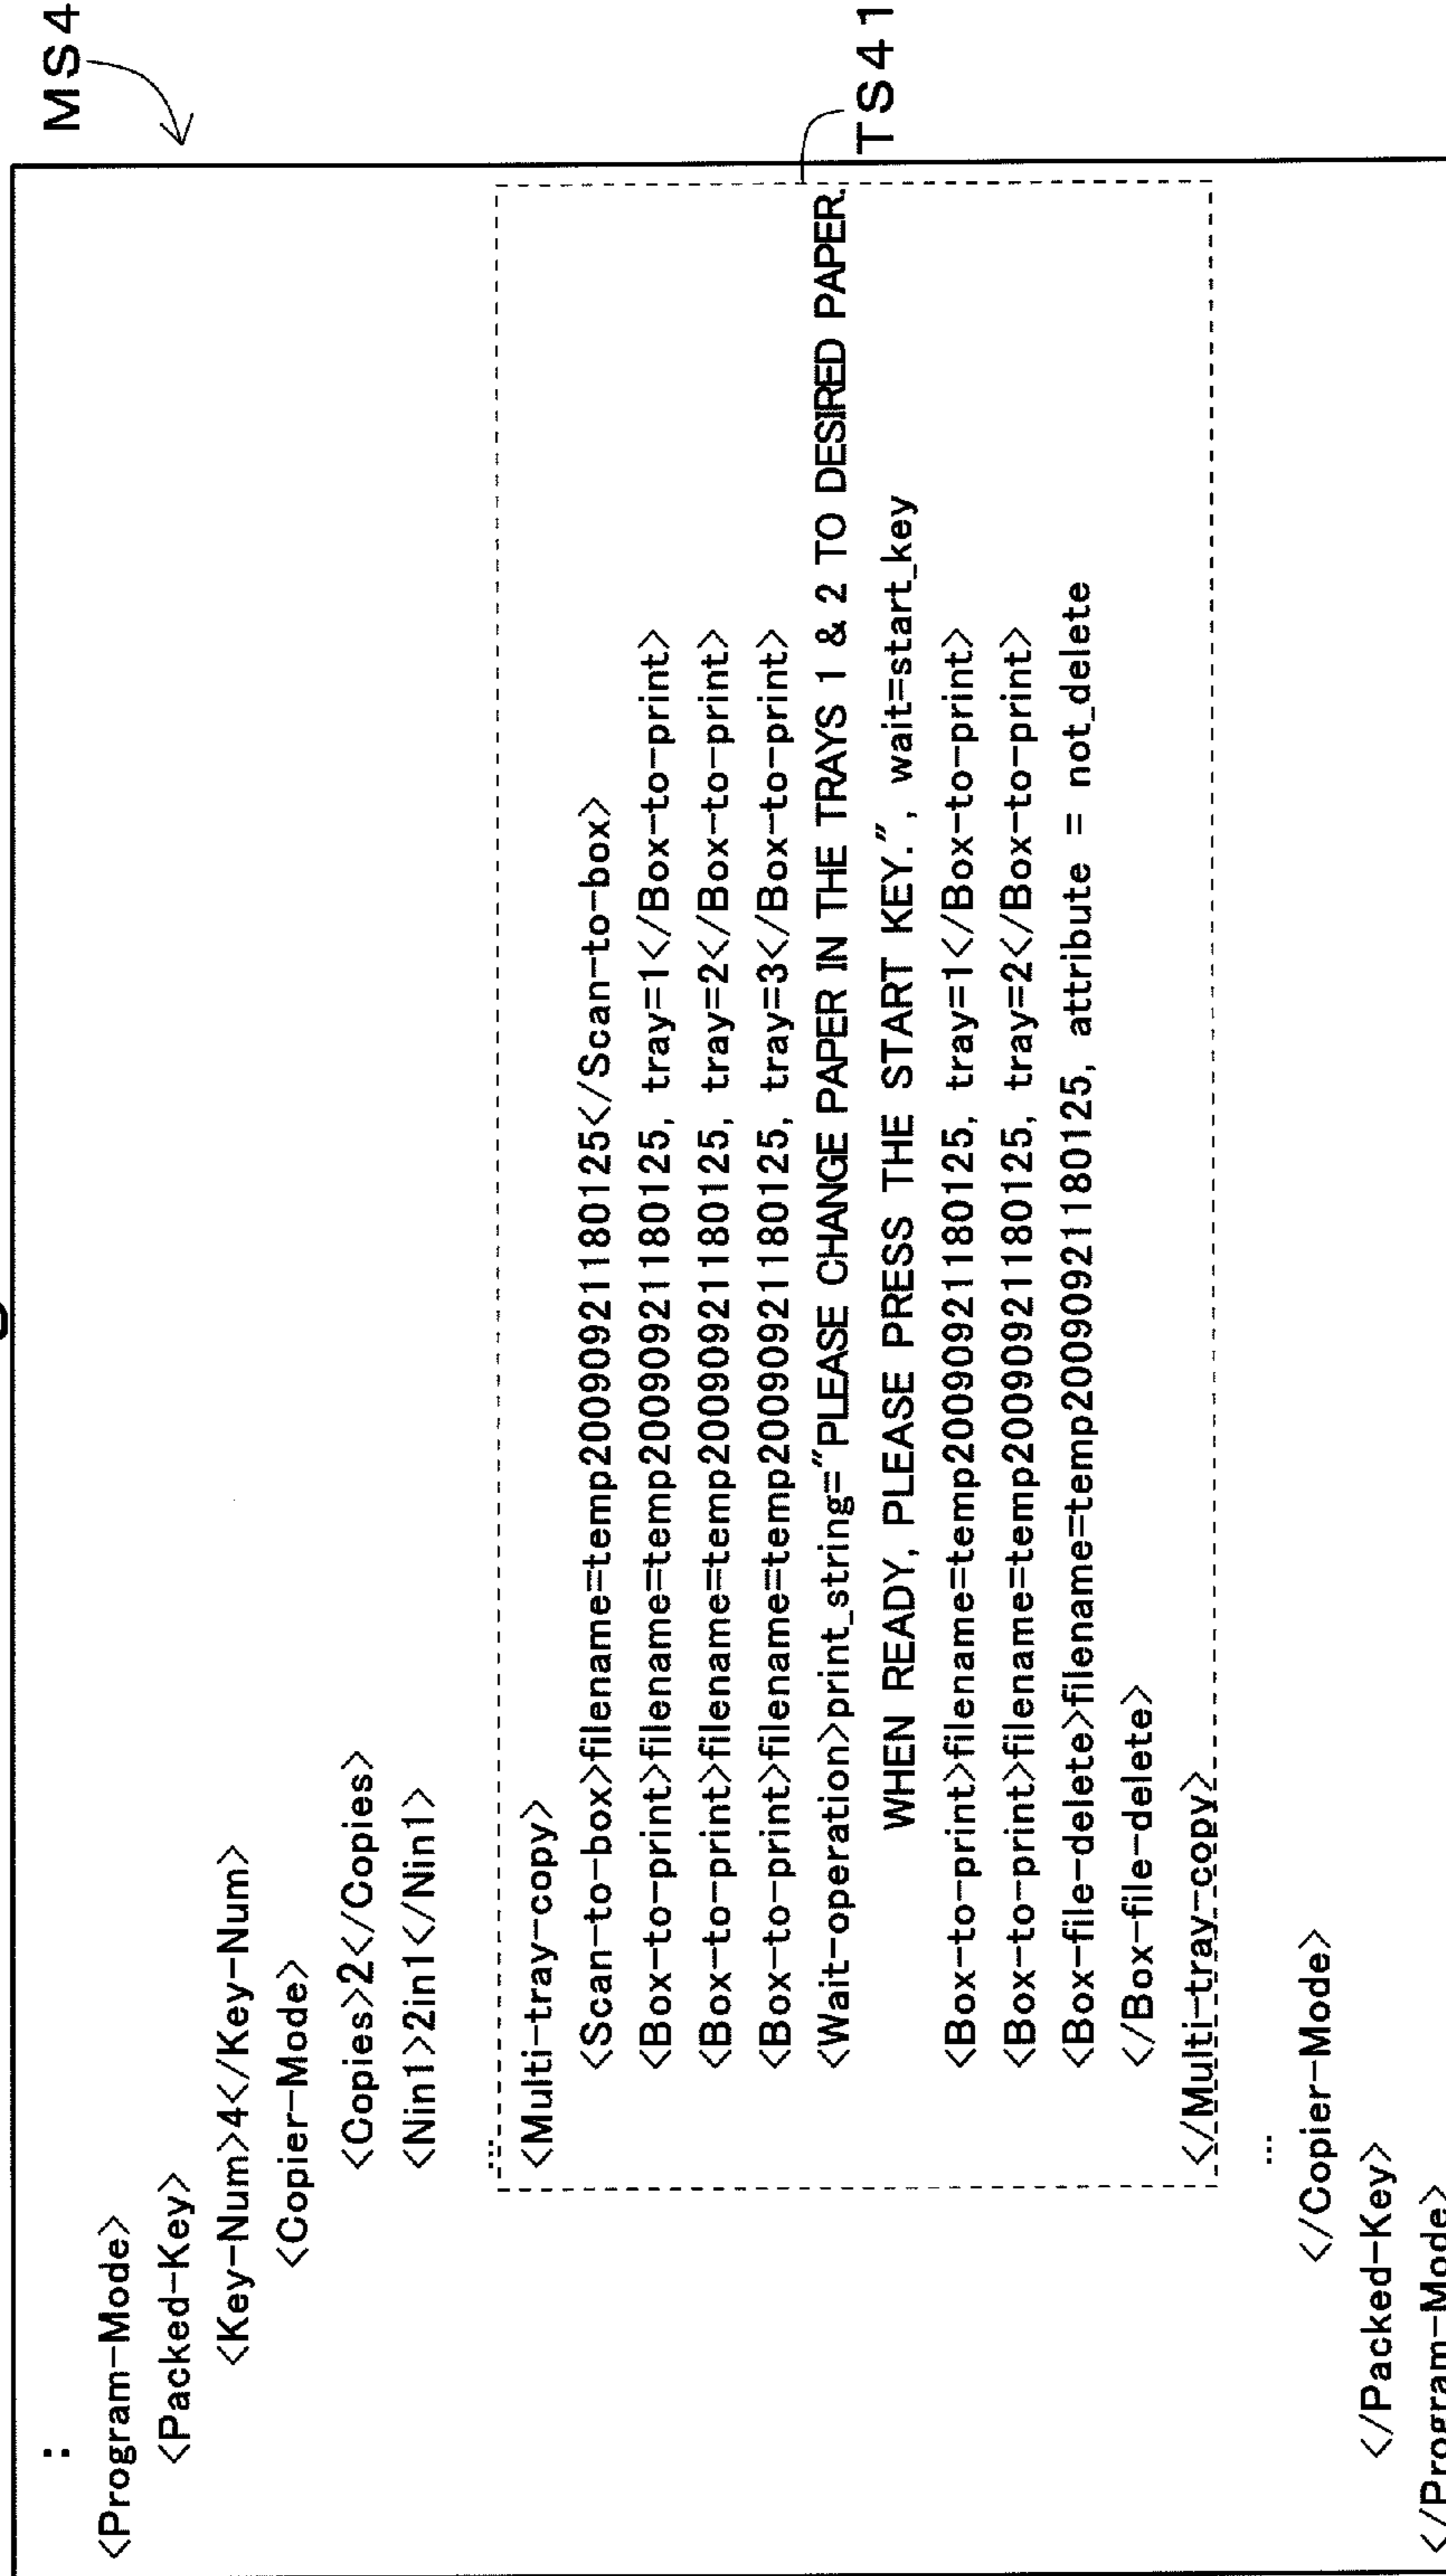 MS4
:
<Program-Mode>
<Packed-Key>
<Key-Num>4</Key-Num>
<Copier-Mode>
<Copies>2</Copies>
<Nin1>2in1</Nin1>
...
<Multi-tray-copy>
<Scan-to-box>filename=temp20090921180125</Scan-to-box>
<Box-to-print>filename=temp20090921180125, tray=1</Box-to-print>
<Box-to-print>filename=temp20090921180125, tray=2</Box-to-print>
<Box-to-print>filename=temp20090921180125, tray=3</Box-to-print>
<Wait-operation>print_string="PLEASE CHANGE PAPER IN THE TRAYS 1 & 2 TO DESIRED PAPER.
WHEN READY, PLEASE PRESS THE START KEY.", wait=start_key
<Box-to-print>filename=temp20090921180125, tray=1</Box-to-print>
<Box-to-print>filename=temp20090921180125, tray=2</Box-to-print>
<Box-file-delete>filename=temp20090921180125, attribute = not_delete
</Box-file-delete>
</Multi-tray-copy>
TS41
...
</Copier-Mode>
</Packed-Key>
</Program-Mode>